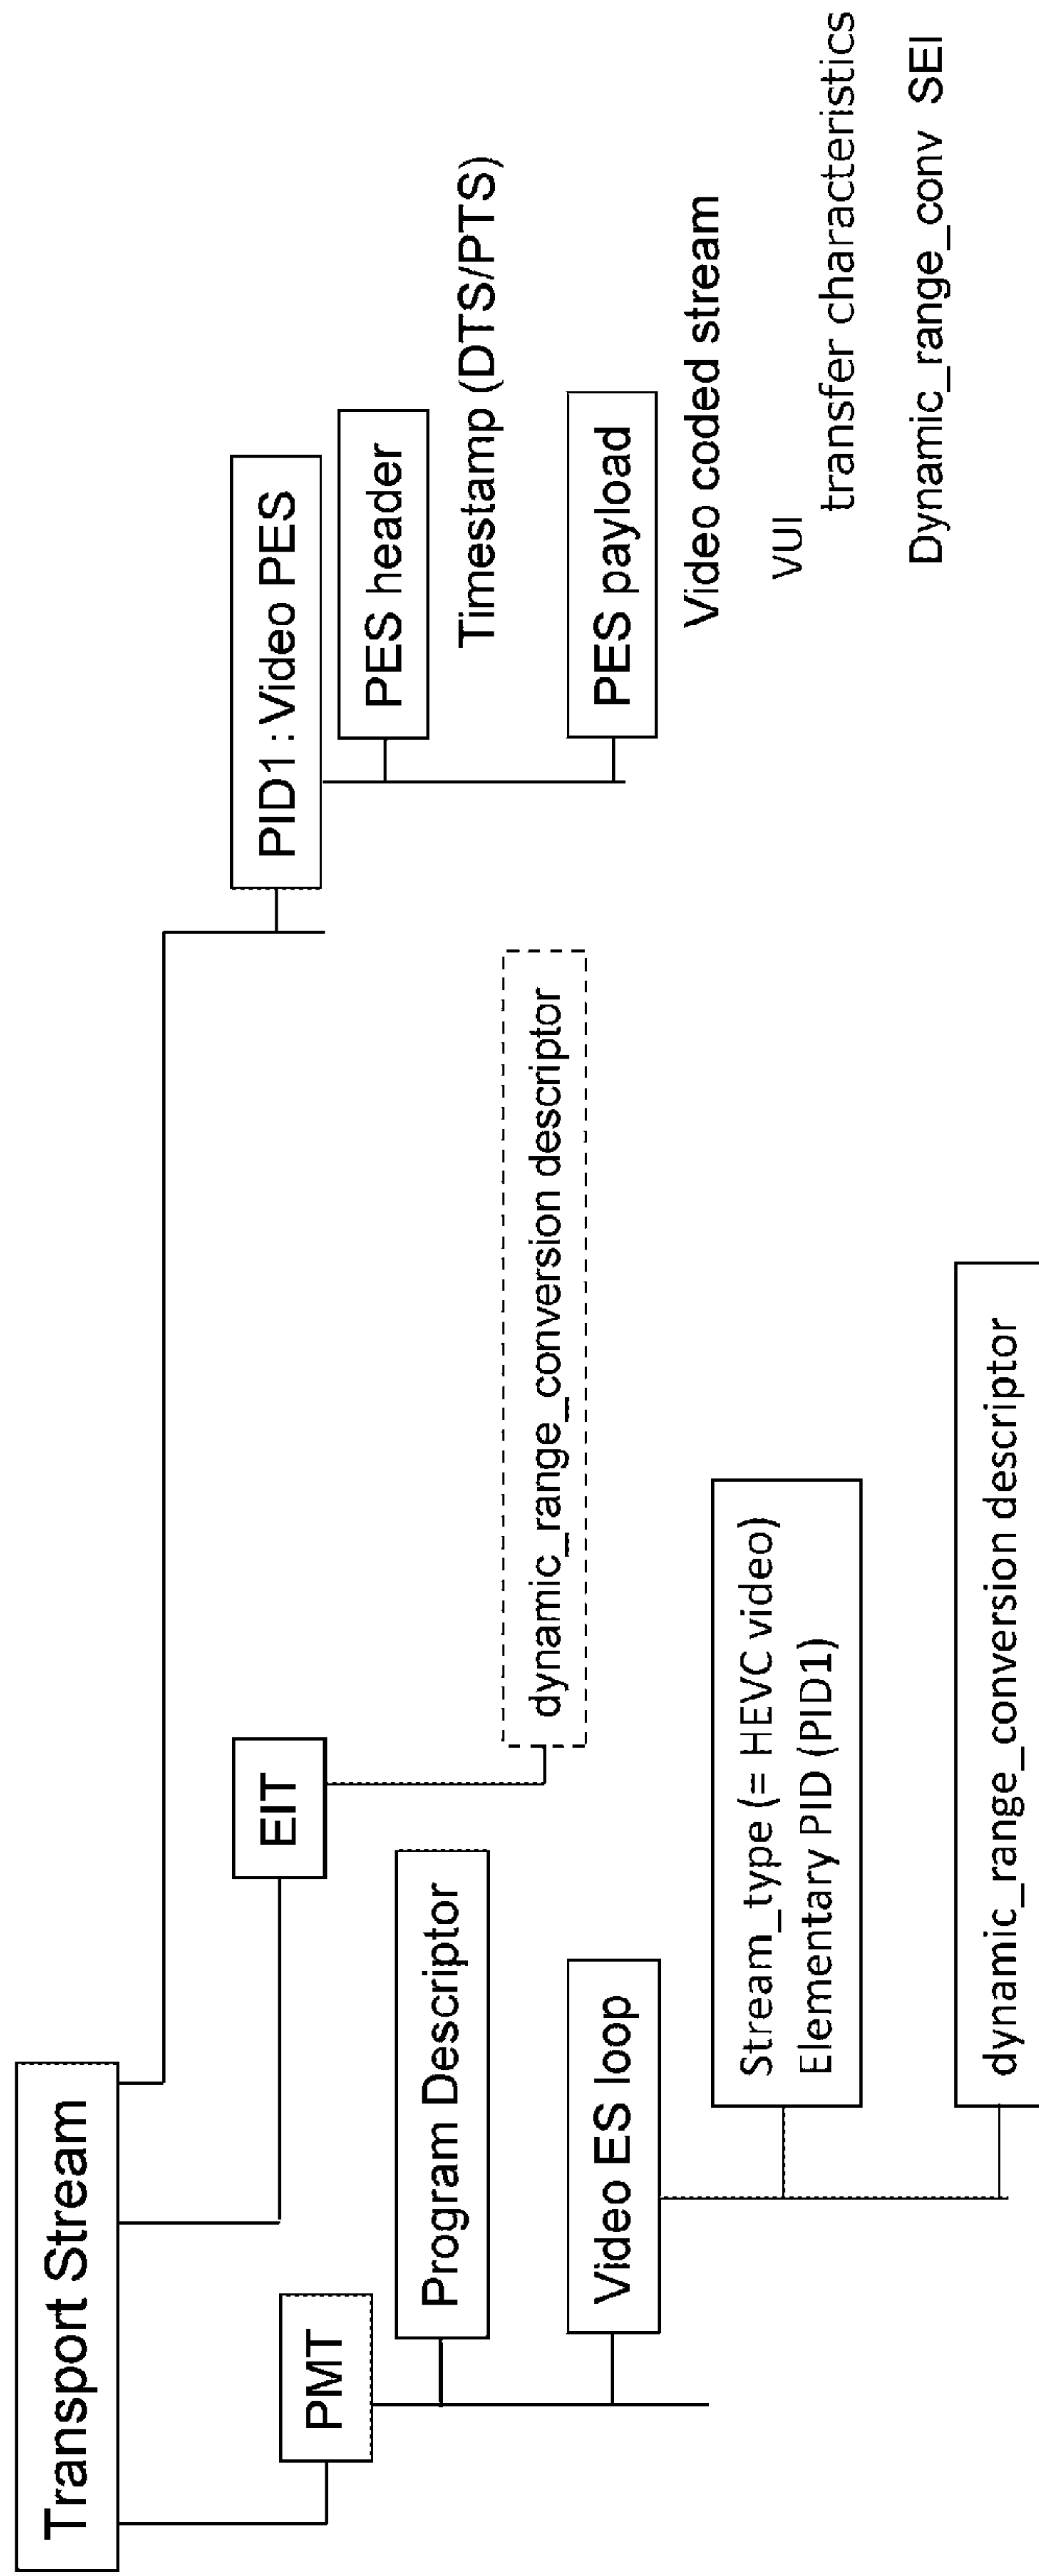 Transport Stream
PMT
Program Descriptor
Video ES loop
Stream_type (= HEVC video)
Elementary PID (PID1)
dynamic_range_conversion descriptor
EIT
dynamic_range_conversion descriptor
PID1 : Video PES
PES header
Timestamp (DTS/PTS)
PES payload
Video coded stream
VUI
transfer characteristics
Dynamic_range_conv SEI